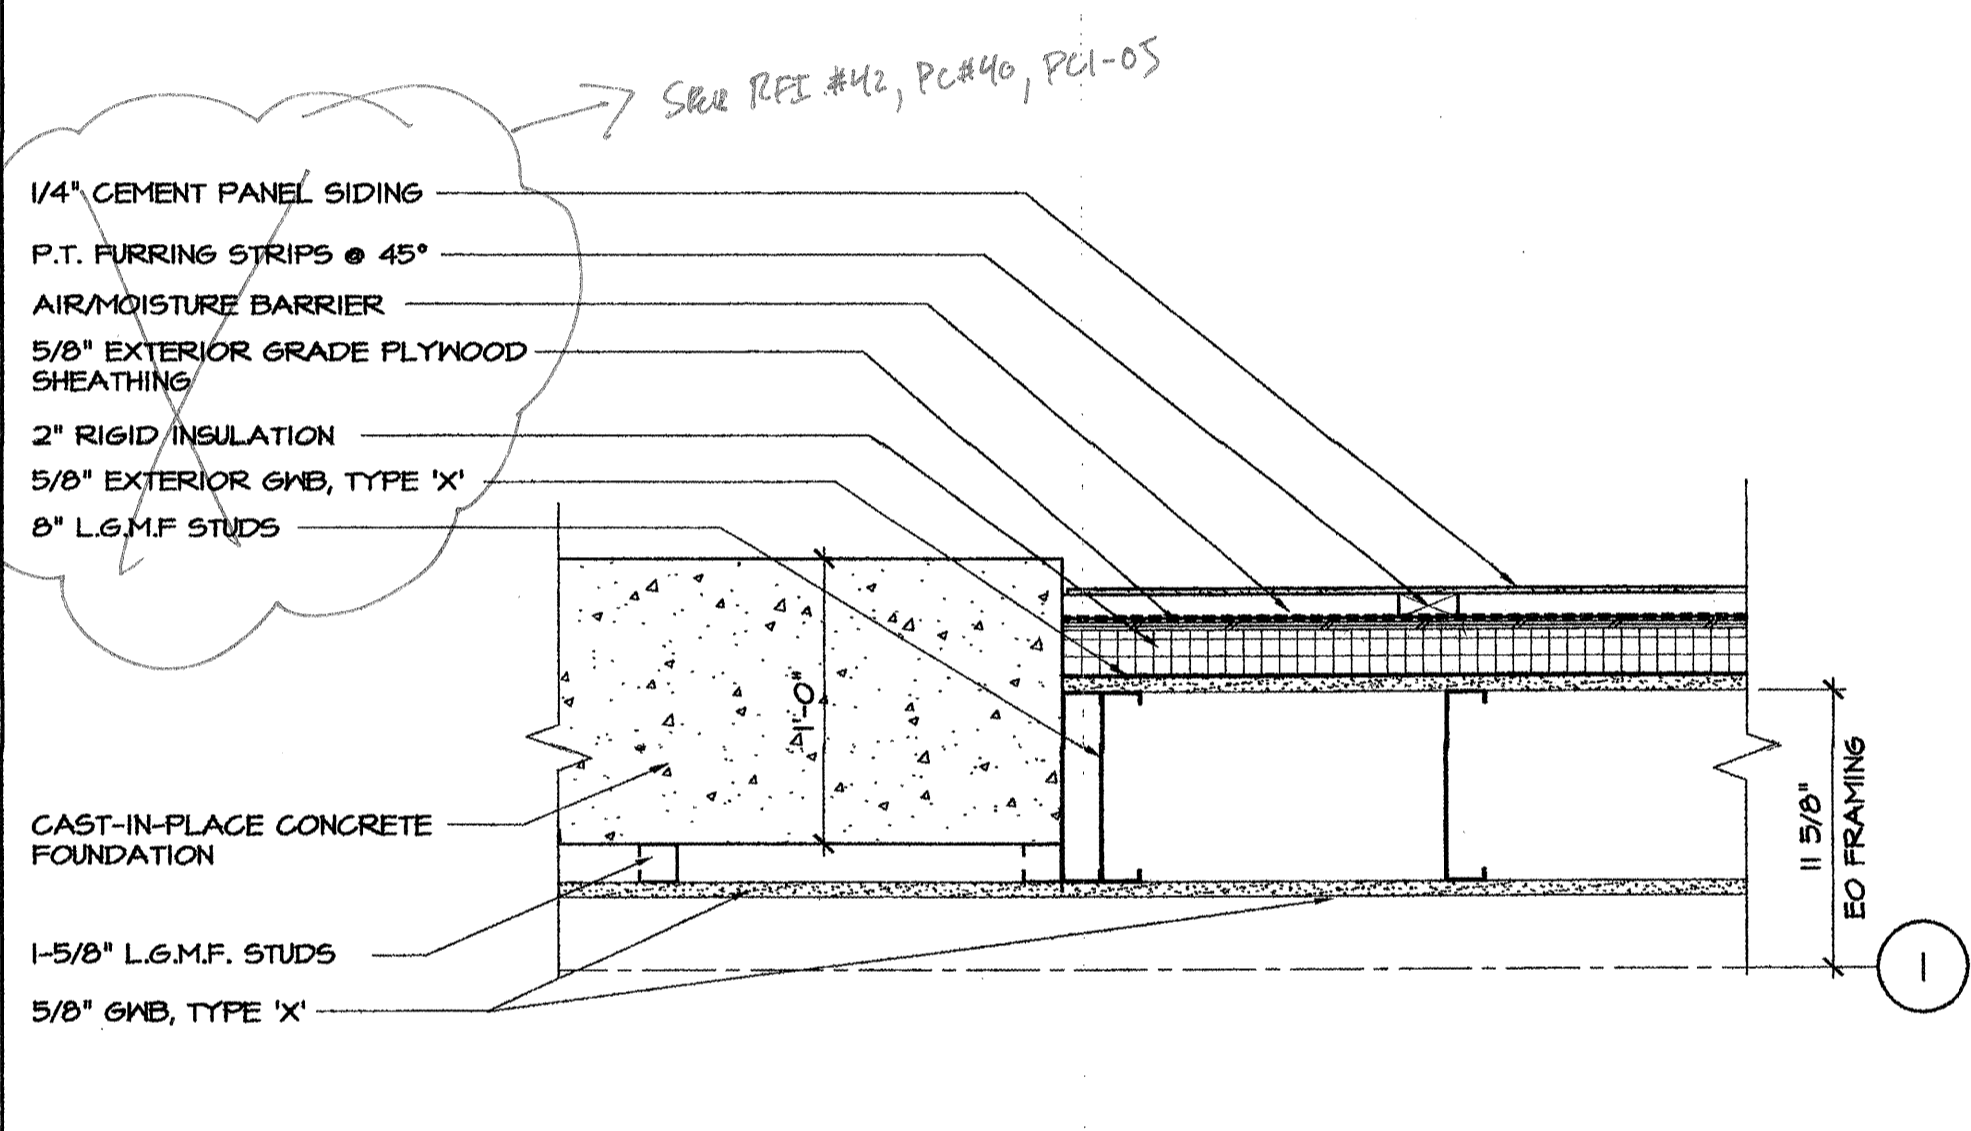 See RFI #42, PC#40, PCI-05
1/4" CEMENT PANEL SIDING
P.T. FURRING STRIPS @ 45°
AIR/MOISTURE BARRIER
5/8" EXTERIOR GRADE PLYWOOD
SHEATHING
2" RIGID INSULATION
5/8" EXTERIOR GWB, TYPE 'X'
8" L.G.M.F STUDS
1'-0"
CAST-IN-PLACE CONCRETE
FOUNDATION
11 5/8"
EO FRAMING
1-5/8" L.G.M.F. STUDS
5/8" GWB, TYPE 'X'
1